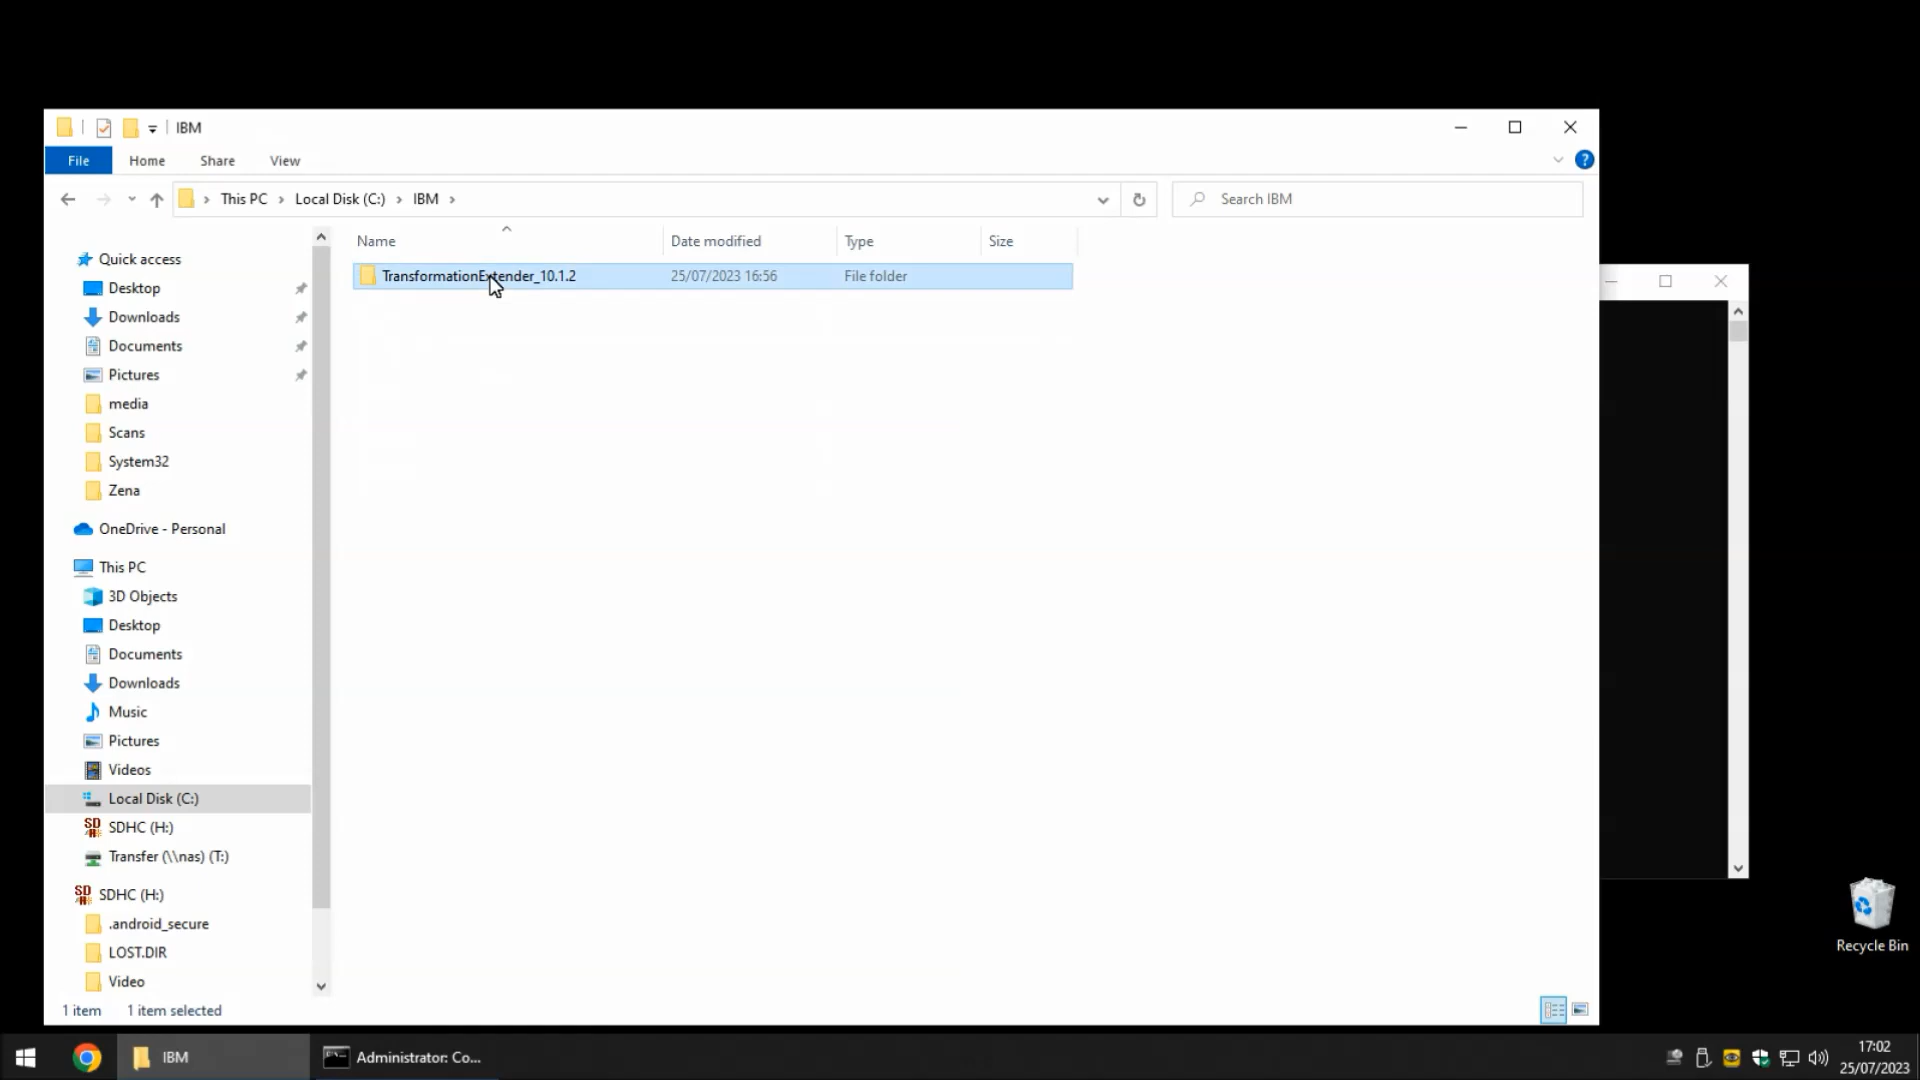 IBM
File Home Share View
This PC Local Disk (C:) IBM
Search IBM
Name Date modified Type Size
TransformationExtender_10.1.2 25/07/2023 16:56 File folder
Quick access
Desktop
Downloads
Documents
Pictures
media
Scans
System32
Zena
OneDrive - Personal
This PC
3D Objects
Desktop
Documents
Downloads
Music
Pictures
Videos
Local Disk (C:)
SDHC (H:)
Transfer (\\nas) (T:)
SDHC (H:)
.android_secure
LOST.DIR
Video
1 item 1 item selected
Recycle Bin
IBM
Administrator: Co...
17:02
25/07/2023